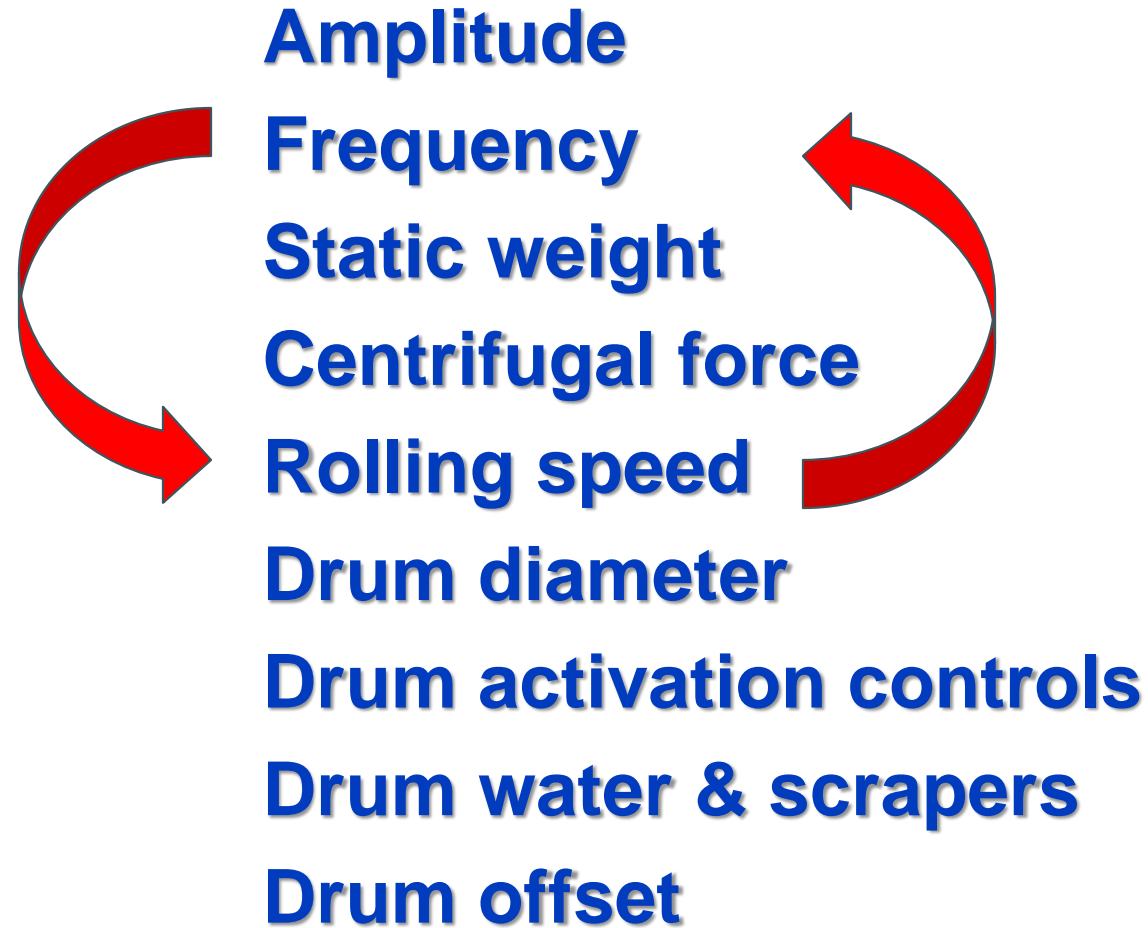 Amplitude
Frequency
Static weight
Centrifugal force
Rolling speed
Drum diameter
Drum activation controls
Drum water & scrapers
Drum offset